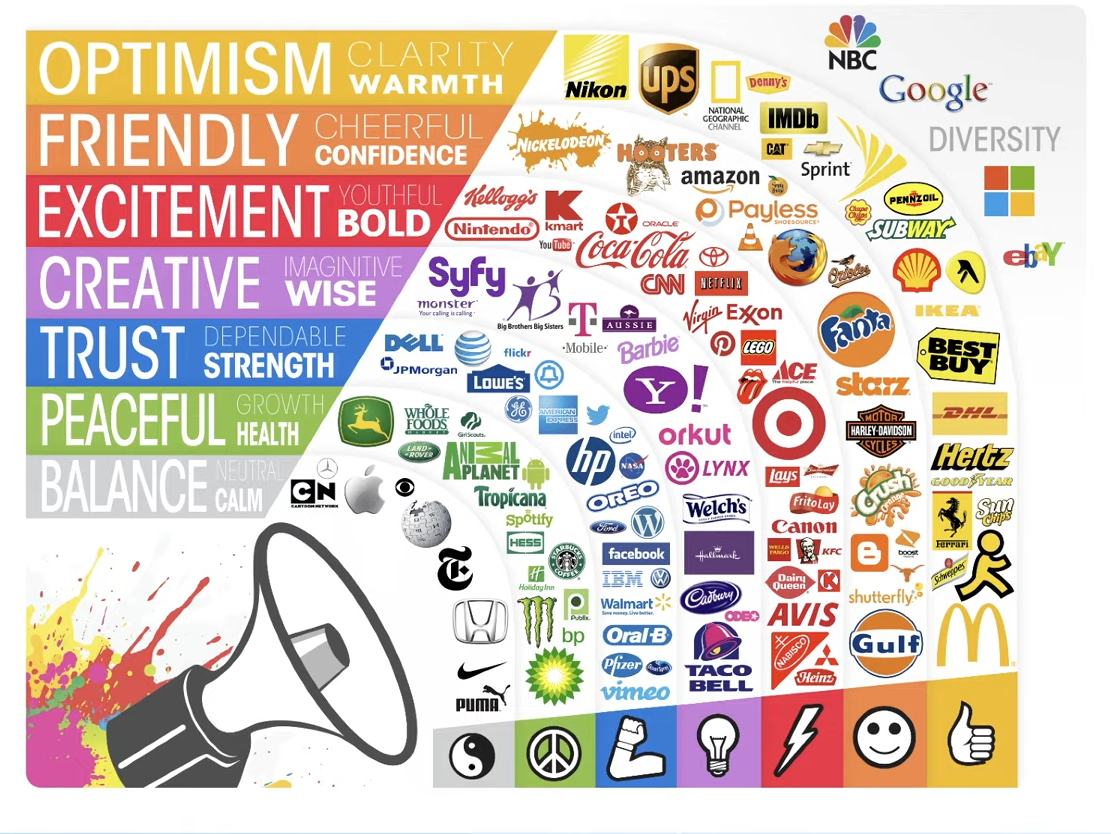 OPTIMISM CLARITY WARMTH
FRIENDLY CHEERFUL CONFIDENCE
EXCITEMENT YOUTHFUL BOLD
CREATIVE IMAGINITIVE WISE
TRUST DEPENDABLE STRENGTH
PEACEFUL GROWTH HEALTH
BALANCE NEUTRAL CALM
NBC
Google
DIVERSITY
ebay
Nikon
ups
NATIONAL
GEOGRAPHIC
CHANNEL
Denny's
IMDb
CAT
Sprint
PENNZOIL
SUBWAY
IKEA
BEST
BUY
DHL
Hertz
GOODYEAR
Ferrari
Sun
Chips
Schweppes
NICKELODEON
HOOTERS
amazon
Payless
SHOESOURCE
Chupa
Chups
Orioles
Fanta
starz
MOTOR
HARLEY-DAVIDSON
CYCLES
Crush
Orange
boost
shutterfly
Gulf
Kellogg's
K
kmart
Nintendo
YouTube
T
ORACLE
Coca-Cola
CNN
NETFLIX
Virgin
Exxon
LEGO
ACE
The helpful place.
Lays
Budweiser
Frito Lay
Canon
WELLS
FARGO
KFC
Dairy
Queen
K
AVIS
NABISCO
Heinz
Syfy
monster
Your calling is calling
Big Brothers Big Sisters
T
·Mobile·
AUSSIE
Barbie
Y!
orkut
LYNX
Welch's
Hallmark
Cadbury
ODEO
TACO
BELL
DELL
at&t
flickr
JPMorgan
LOWE'S
GE
AMERICAN
EXPRESS
intel
hp
NASA
OREO
Ford
W
facebook
IBM
VW
Walmart
Save money. Live better.
Oral-B
Pfizer
vimeo
JOHN DEERE
WHOLE
FOODS
MARKET
Girl Scouts
LAND
ROVER
ANIMAL
PLANET
Tropicana
Spotify
HESS
STARBUCKS
COFFEE
H
Holiday Inn
MONSTER
P
Publix
bp
CN
CARTOON NETWORK
T
HONDA
PUMA